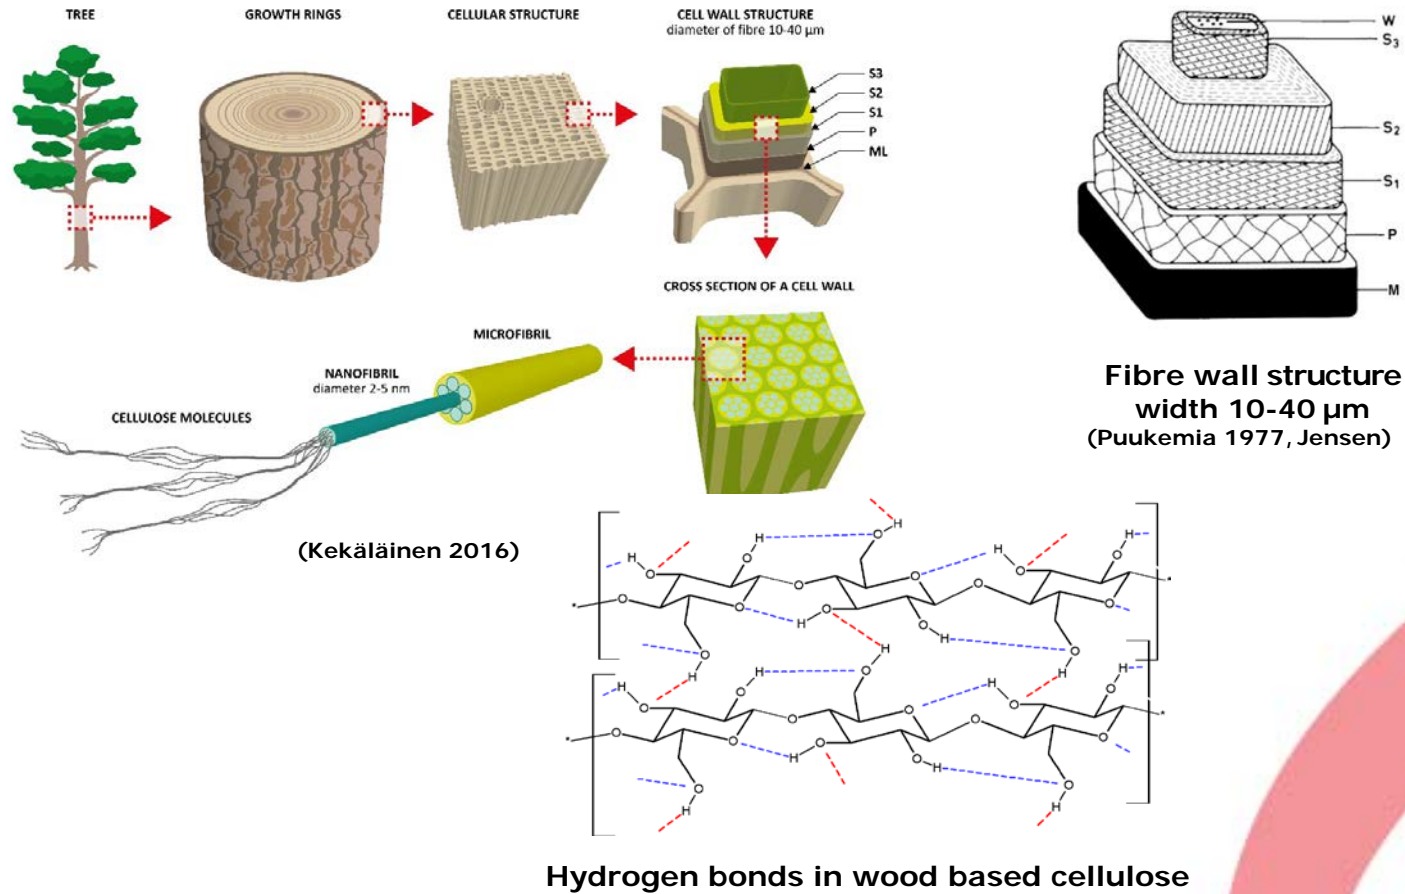 TREE
GROWTH RINGS
CELLULAR STRUCTURE
CELL WALL STRUCTURE
diameter of fibre 10-40 µm
S3
S2
S1
P
ML
W
S3
S2
S1
P
M
CROSS SECTION OF A CELL WALL
MICROFIBRIL
NANOFIBRIL
diameter 2-5 nm
CELLULOSE MOLECULES
(Kekäläinen 2016)
Fibre wall structure
width 10-40 µm
(Puukemia 1977, Jensen)
Hydrogen bonds in wood based cellulose